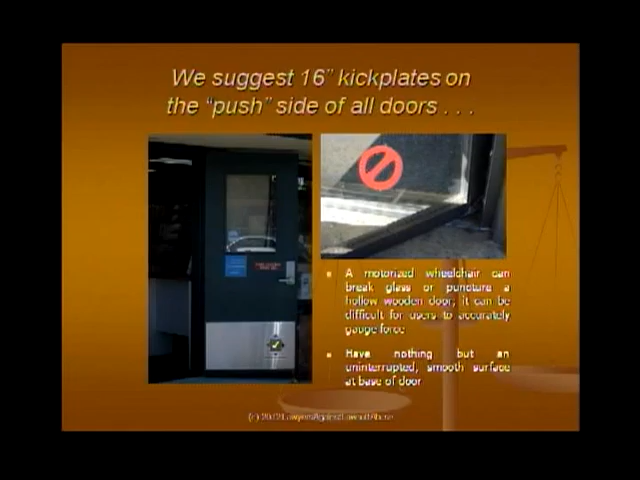 We suggest 16" kickplates on
the "push" side of all doors . . .
A motorized wheelchair can
break glass or puncture a
hollow wooden door; it can be
difficult for users to accurately
gauge force
Have nothing but an
uninterrupted, smooth surface
at base of door